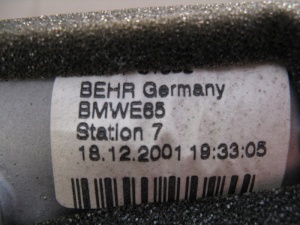 BEHR Germany
BMWE65
Station 7
18.12.2001 19:33:05